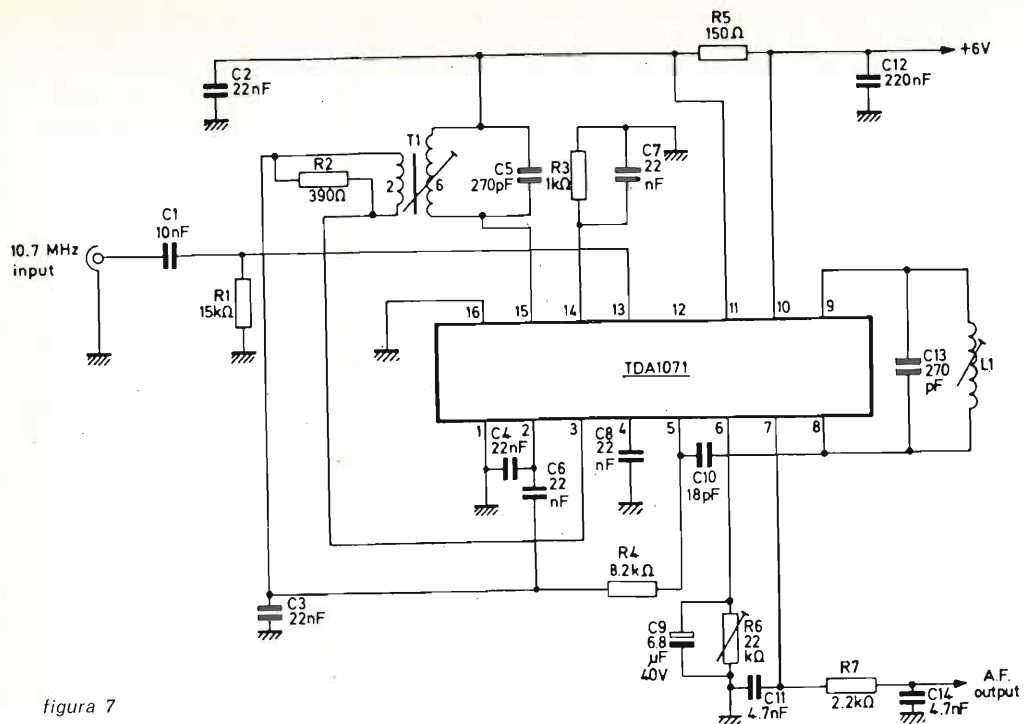 R5
150Ω
+6V
C2
22nF
C12
220nF
T1
R2
390Ω
2
6
C5
270pF
R3
1kΩ
C7
22
nF
C1
10nF
10.7 MHz
input
R1
15kΩ
16
15
14
13
12
11
10
9
TDA1071
C13
270
pF
L1
1
2
3
4
5
6
7
8
C4
22nF
C6
22
nF
C8
22
nF
C10
18pF
R4
8.2kΩ
C3
22nF
C9
6.8
µF
40V
R6
22
kΩ
C11
4.7nF
R7
2.2kΩ
C14
4.7nF
A.F.
output
figura 7